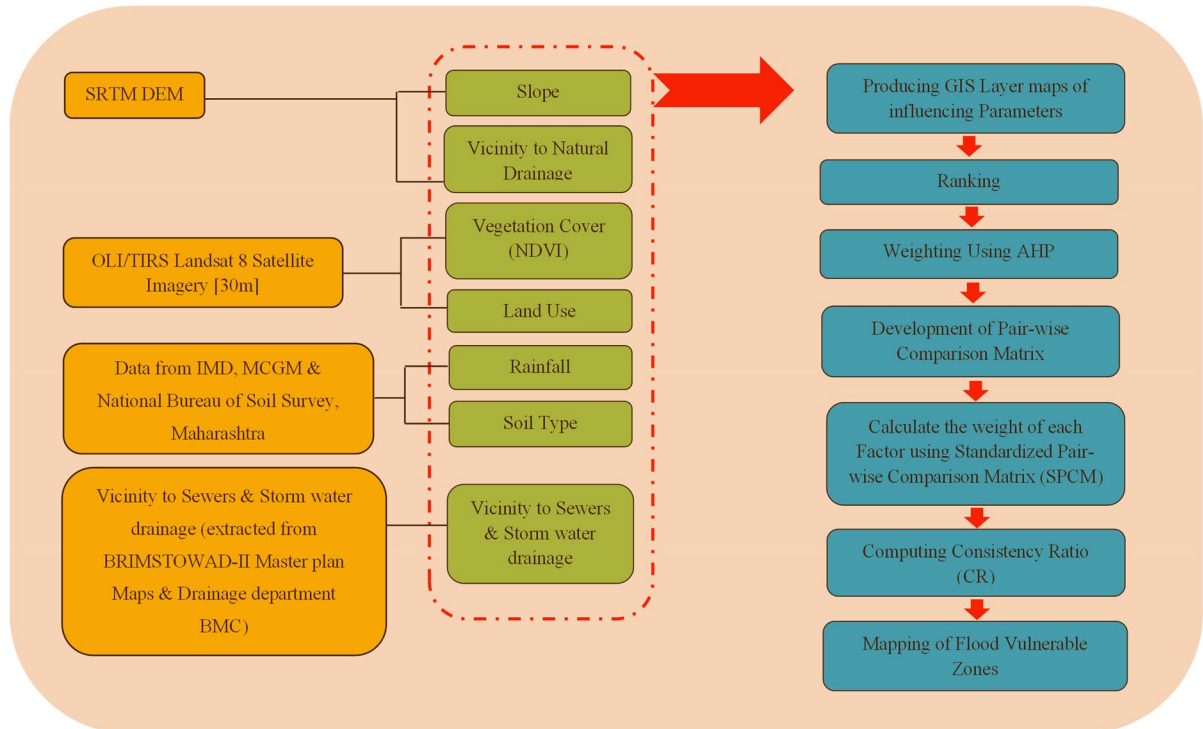 SRTM DEM
OLI/TIRS Landsat 8 Satellite
Imagery [30m]
Data from IMD, MCGM &
National Bureau of Soil Survey,
Maharashtra
Vicinity to Sewers & Storm water
drainage (extracted from
BRIMSTOWAD-II Master plan
Maps & Drainage department
BMC)
Slope
Vicinity to Natural
Drainage
Vegetation Cover
(NDVI)
Land Use
Rainfall
Soil Type
Vicinity to Sewers
& Storm water
drainage
Producing GIS Layer maps of
influencing Parameters
Ranking
Weighting Using AHP
Development of Pair-wise
Comparison Matrix
Calculate the weight of each
Factor using Standardized Pair-
wise Comparison Matrix (SPCM)
Computing Consistency Ratio
(CR)
Mapping of Flood Vulnerable
Zones